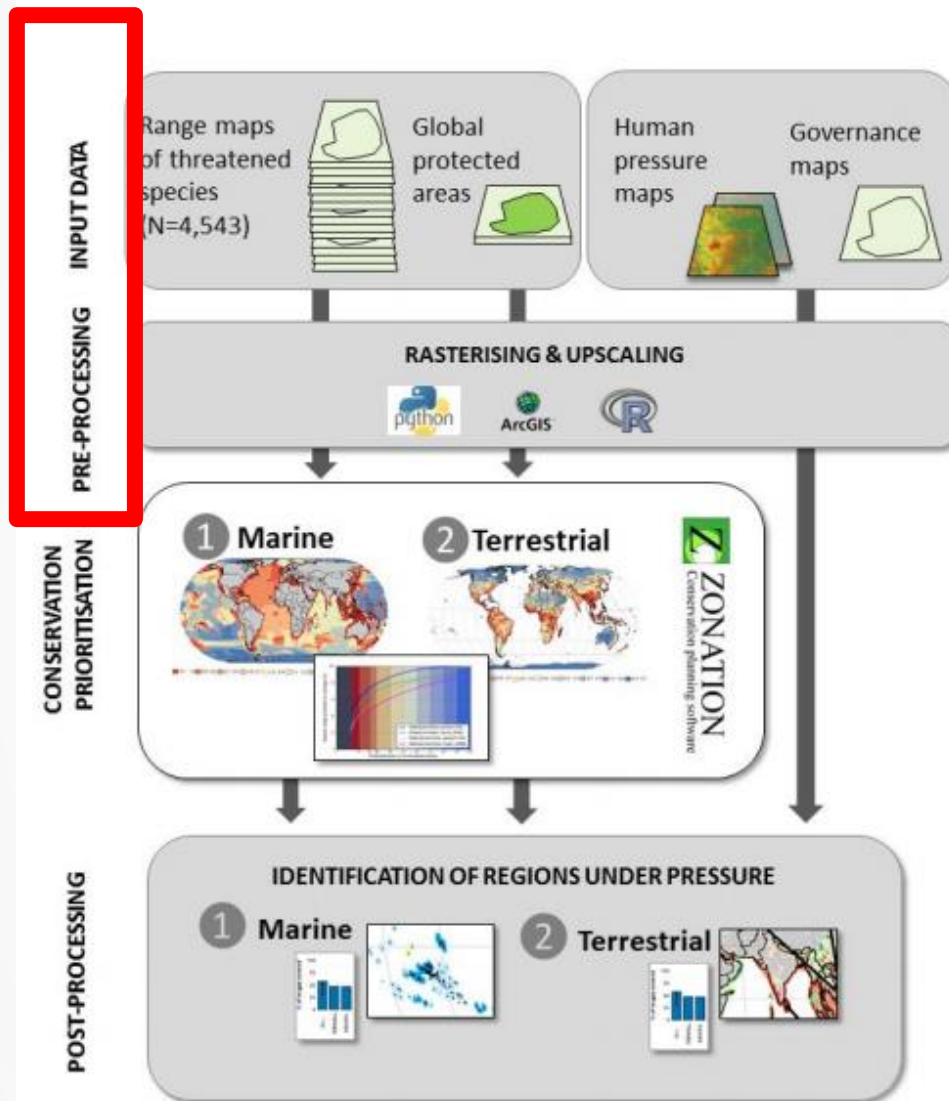 INPUT DATA
Range maps
of threatened
species
(N=4,543)
Global
protected
areas
Human
pressure
maps
Governance
maps
PRE-PROCESSING
RASTERISING & UPSCALING
python
ArcGIS
R
CONSERVATION
PRIORITISATION
1 Marine
2 Terrestrial
Z
ZONATION
Conservation planning software
POST-PROCESSING
IDENTIFICATION OF REGIONS UNDER PRESSURE
1 Marine
2 Terrestrial